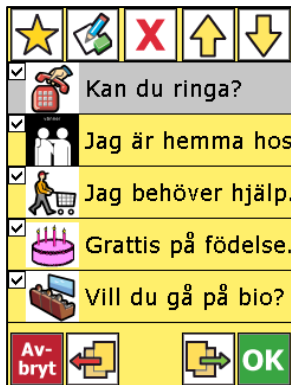 Kan du ringa?
Jag är hemma hos
Jag behöver hjälp.
Grattis på födelse.
Vill du gå på bio?
Av-
bryt
OK